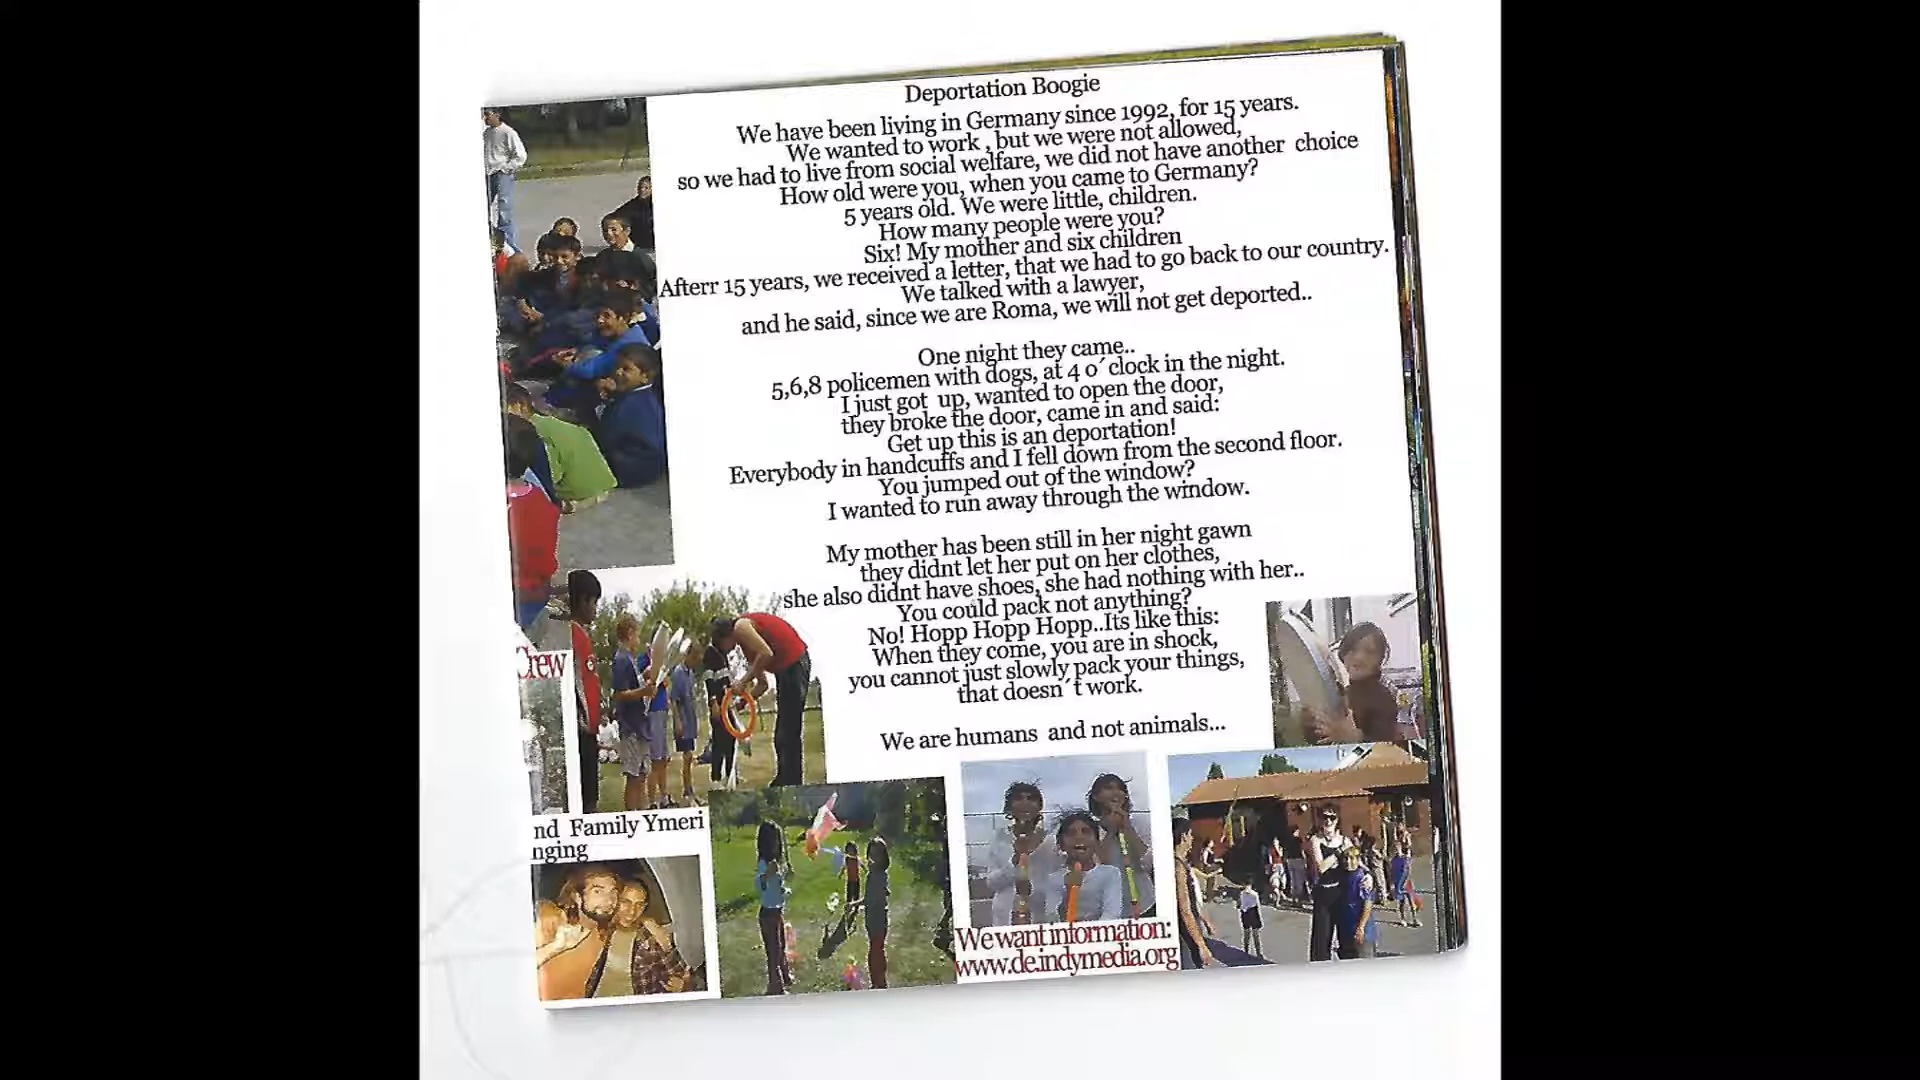 Deportation Boogie
We have been living in Germany since 1992, for 15 years.
We wanted to work , but we were not allowed,
so we had to live from social welfare, we did not have another choice
How old were you, when you came to Germany?
5 years old. We were little, children.
How many people were you?
Six! My mother and six children
Afterr 15 years, we received a letter, that we had to go back to our country.
We talked with a lawyer,
and he said, since we are Roma, we will not get deported..
One night they came..
5,6,8 policemen with dogs, at 4 o´clock in the night.
I just got up, wanted to open the door,
they broke the door, came in and said:
Get up this is an deportation!
Everybody in handcuffs and I fell down from the second floor.
You jumped out of the window?
I wanted to run away through the window.
My mother has been still in her night gawn
they didnt let her put on her clothes,
she also didnt have shoes, she had nothing with her..
You could pack not anything?
No! Hopp Hopp Hopp..Its like this:
When they come, you are in shock,
you cannot just slowly pack your things,
that doesn´t work.
We are humans and not animals...
Crew
nd Family Ymeri
nging
We want information:
www.de.indymedia.org